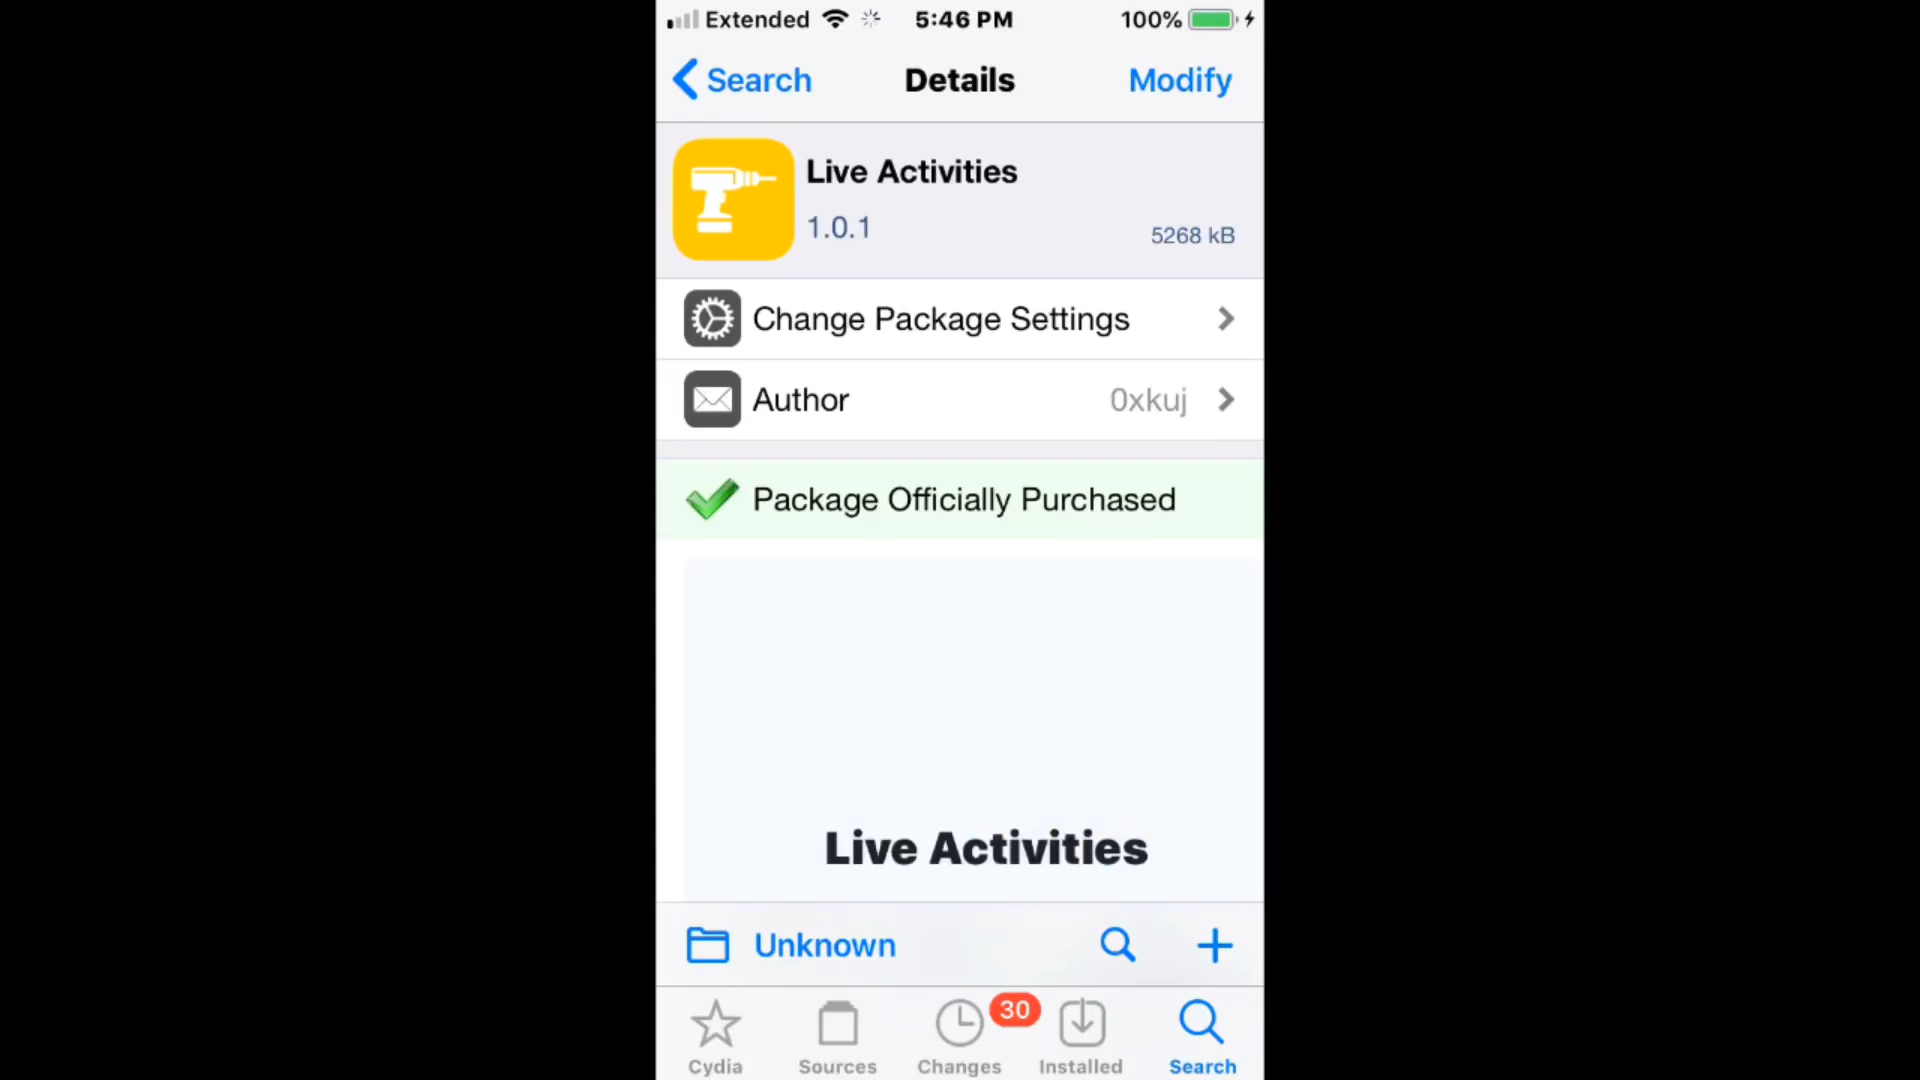 Extended 5:46 PM 100%
Search Details Modify
Live Activities
1.0.1
5268 kB
Change Package Settings
Author 0xkuj
Package Officially Purchased
Live Activities
Unknown
30
Cydia Sources Changes Installed Search